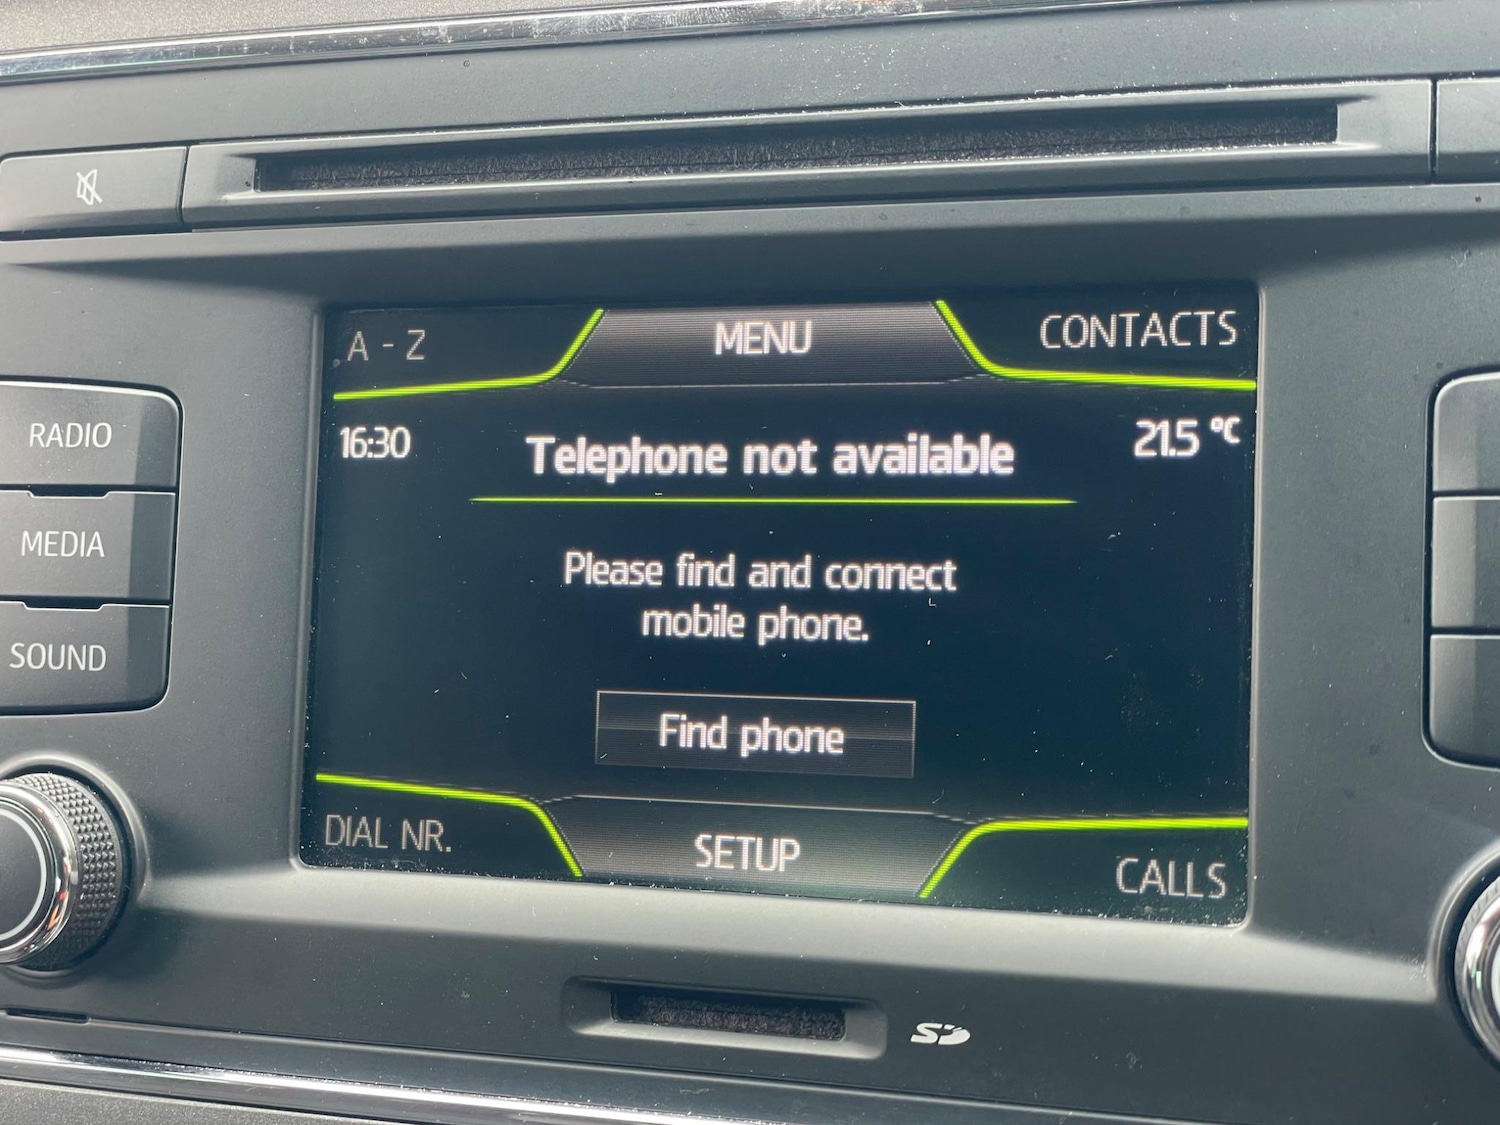 A - Z
MENU
CONTACTS
RADIO
16:30
Telephone not available
21.5 °C
MEDIA
Please find and connect
mobile phone.
SOUND
Find phone
DIAL NR.
SETUP
CALLS
SD